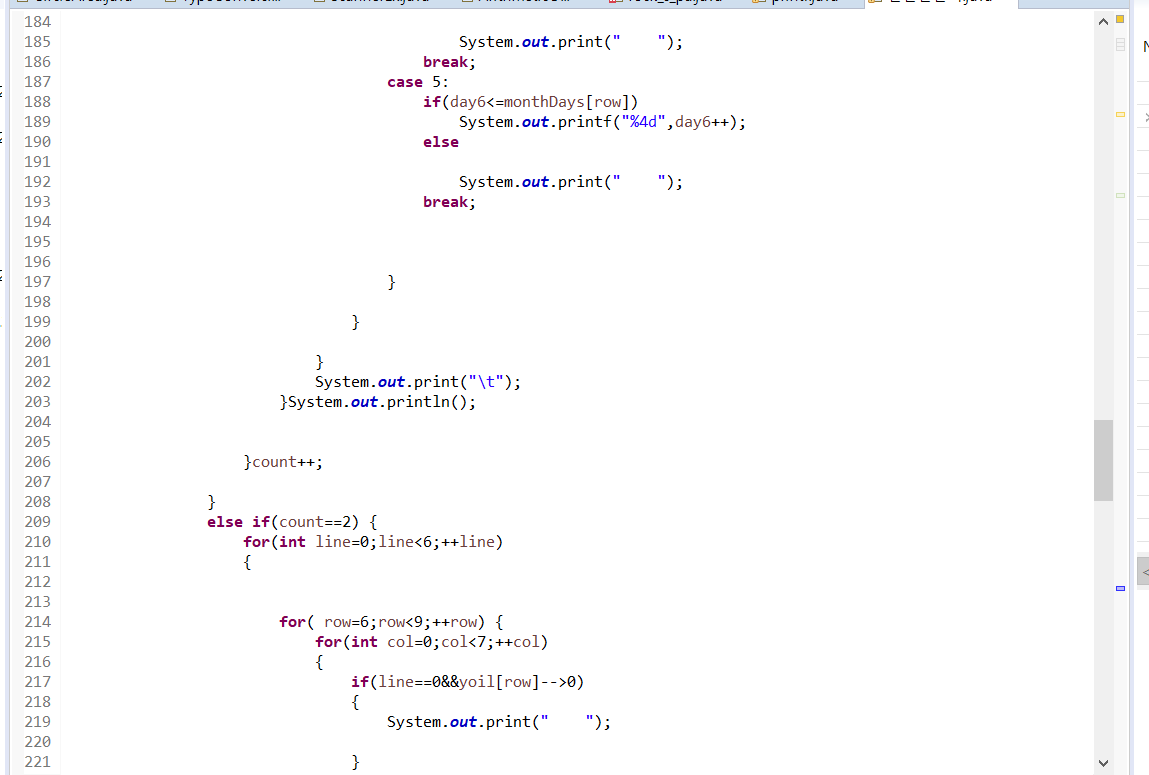 184
185 System.out.print("    ");
186 break;
187 case 5:
188 if(day6<=monthDays[row])
189 System.out.printf("%4d",day6++);
190 else
191
192 System.out.print("    ");
193 break;
194
195
196
197 }
198
199 }
200
201 }
202 System.out.print("\t");
203 }System.out.println();
204
205
206 }count++;
207
208 }
209 else if(count==2) {
210 for(int line=0;line<6;++line)
211 {
212
213
214 for( row=6;row<9;++row) {
215 for(int col=0;col<7;++col)
216 {
217 if(line==0&&yoil[row]-->0)
218 {
219 System.out.print("    ");
220
221 }